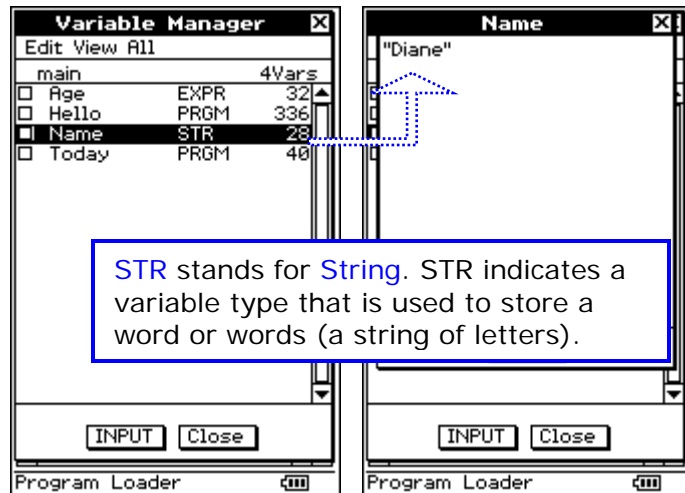 Variable Manager X
Edit View All
main 4Vars
Age EXPR 32
Hello PRGM 336
Name STR 28
Today PRGM 40
INPUT Close
Program Loader
Name X
"Diane"
STR stands for String. STR indicates a
variable type that is used to store a
word or words (a string of letters).
INPUT Close
Program Loader